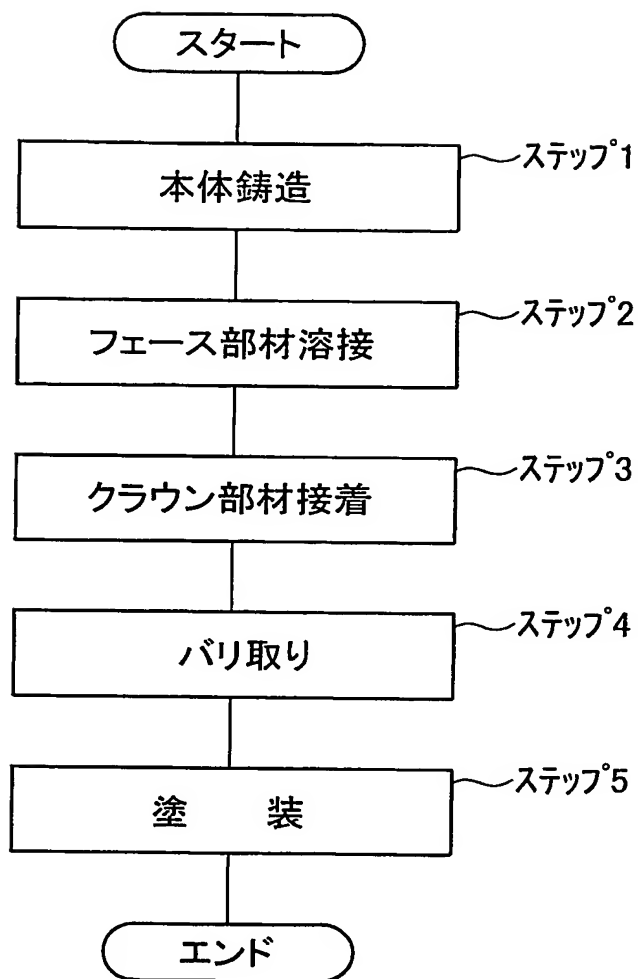 スタート
本体鋳造
ステップ1
フェース部材溶接
ステップ2
クラウン部材接着
ステップ3
バリ取り
ステップ4
塗 装
ステップ5
エンド